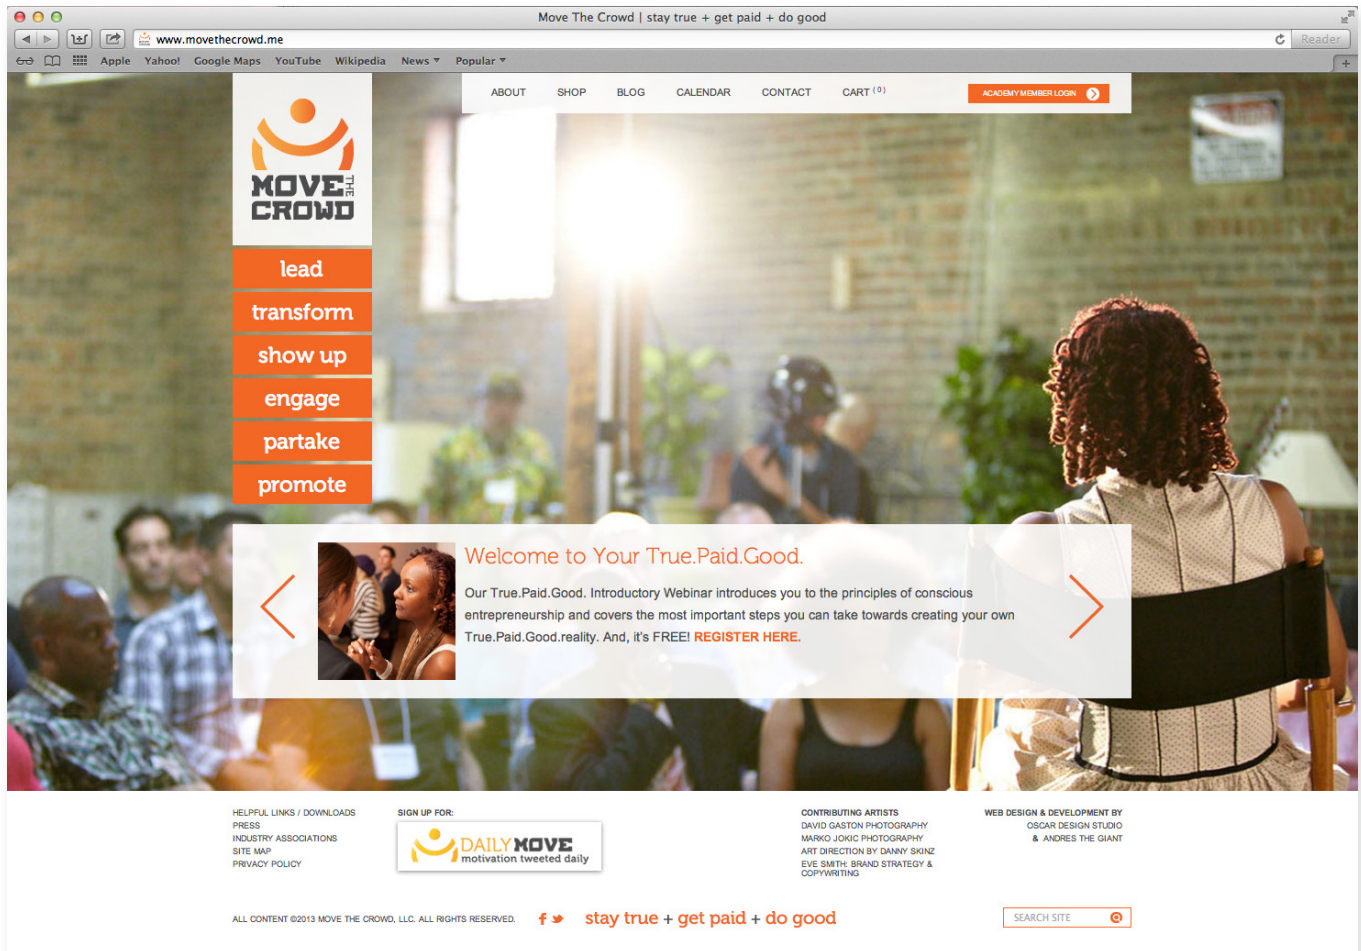 Move The Crowd | stay true + get paid + do good
www.movethecrowd.me
Reader
Apple Yahoo! Google Maps YouTube Wikipedia News Popular
ABOUT SHOP BLOG CALENDAR CONTACT CART (0)
ACADEMY MEMBER LOGIN
MOVE THE
CROWD
lead
transform
show up
engage
partake
promote
Welcome to Your True.Paid.Good.
Our True.Paid.Good. Introductory Webinar introduces you to the principles of conscious
entrepreneurship and covers the most important steps you can take towards creating your own
True.Paid.Good.reality. And, it's FREE! REGISTER HERE.
HELPFUL LINKS / DOWNLOADS
PRESS
INDUSTRY ASSOCIATIONS
SITE MAP
PRIVACY POLICY
SIGN UP FOR:
DAILY MOVE
motivation tweeted daily
CONTRIBUTING ARTISTS
DAVID GASTON PHOTOGRAPHY
MARKO JOKIC PHOTOGRAPHY
ART DIRECTION BY DANNY SKINZ
EVE SMITH: BRAND STRATEGY &
COPYWRITING
WEB DESIGN & DEVELOPMENT BY
OSCAR DESIGN STUDIO
& ANDRES THE GIANT
ALL CONTENT ©2013 MOVE THE CROWD, LLC. ALL RIGHTS RESERVED.
stay true + get paid + do good
SEARCH SITE